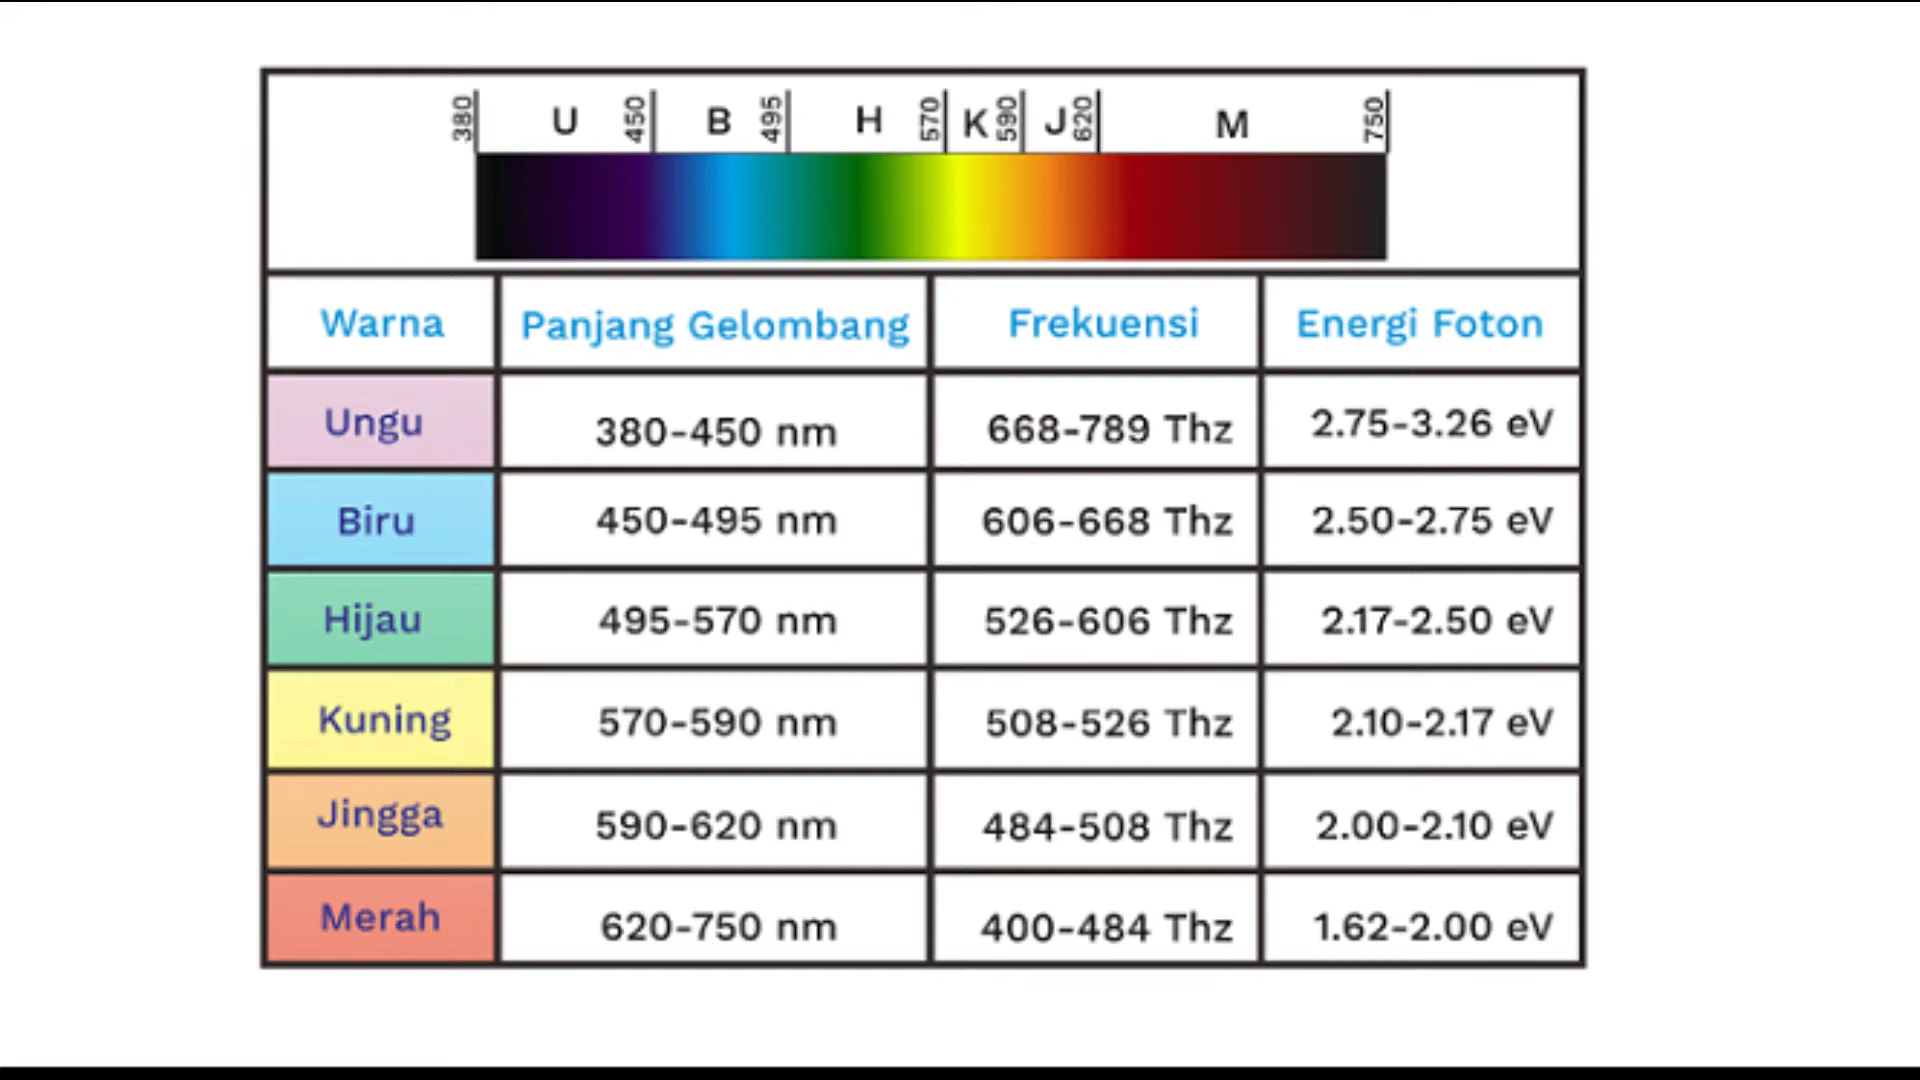 380 U 450 B 495 H 570 K 590 J 620 M 750
Warna Panjang Gelombang Frekuensi Energi Foton
Ungu 380-450 nm 668-789 Thz 2.75-3.26 eV
Biru 450-495 nm 606-668 Thz 2.50-2.75 eV
Hijau 495-570 nm 526-606 Thz 2.17-2.50 eV
Kuning 570-590 nm 508-526 Thz 2.10-2.17 eV
Jingga 590-620 nm 484-508 Thz 2.00-2.10 eV
Merah 620-750 nm 400-484 Thz 1.62-2.00 eV